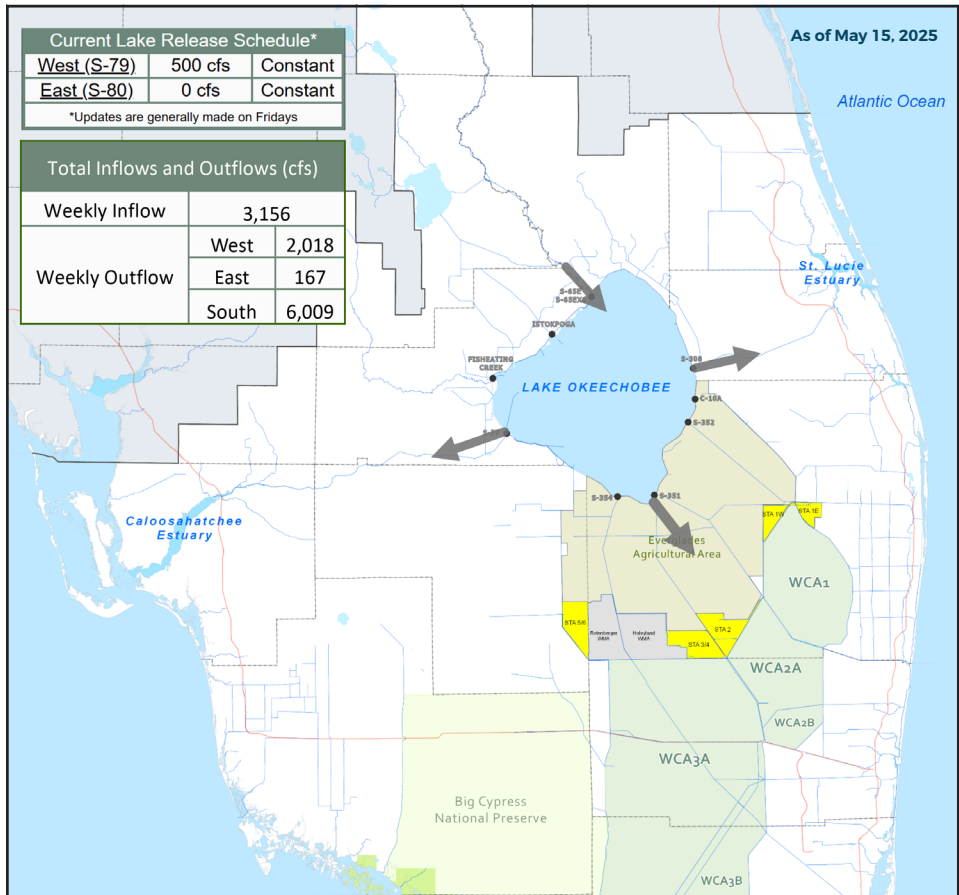 As of May 15, 2025
Current Lake Release Schedule*
West (S-79) 500 cfs Constant
East (S-80) 0 cfs Constant
*Updates are generally made on Fridays
Total Inflows and Outflows (cfs)
Weekly Inflow 3,156
Weekly Outflow
West 2,018
East 167
South 6,009
Atlantic Ocean
St. Lucie
Estuary
S-65E
S-65EX1
ISTOKPOGA
FISHEATING
CREEK
LAKE OKEECHOBEE
S-308
C-10A
S-352
S-354
S-351
Caloosahatchee
Estuary
Everglades
Agricultural Area
STA 1W
STA 1E
WCA1
STA 5/6
Rotenberger
WMA
Holeyland
WMA
STA 2
STA 3/4
WCA2A
WCA2B
WCA3A
Big Cypress
National Preserve
WCA3B